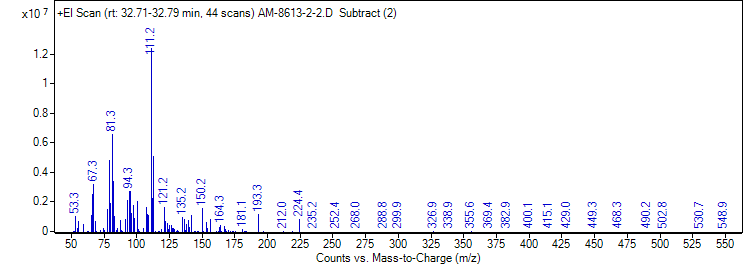 x10 7
+EI Scan (rt: 32.71-32.79 min, 44 scans) AM-8613-2-2.D Subtract (2)
1.2
1
0.8
0.6
0.4
0.2
0
53.3 67.3 81.3 94.3 111.2 121.2 135.2 150.2 164.3 181.1 193.3 212.0 224.4 235.2 252.4 268.0 288.8 299.9 326.9 338.9 355.6 369.4 382.9 400.1 415.1 429.0 449.3 468.3 490.2 502.8 530.7 548.9
50 75 100 125 150 175 200 225 250 275 300 325 350 375 400 425 450 475 500 525 550
Counts vs. Mass-to-Charge (m/z)